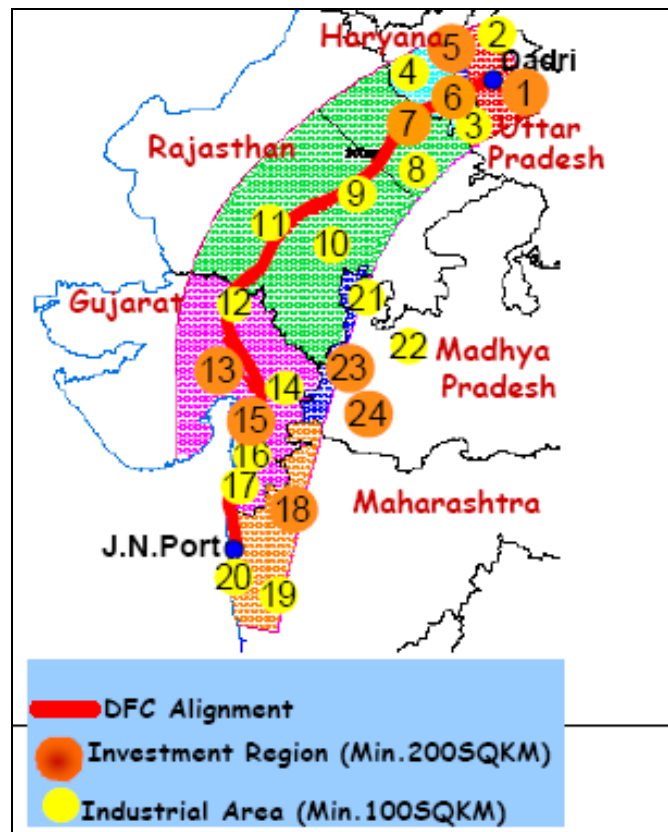 Haryana
2
5
Dadri
4
1
6
7
3
Uttar
Pradesh
Rajasthan
8
9
11
10
Gujarat
12
21
22
Madhya
Pradesh
13
23
14
24
15
16
17
Maharashtra
18
J.N.Port
20
19
DFC Alignment
Investment Region (Min.200SQKM)
Industrial Area (Min.100SQKM)